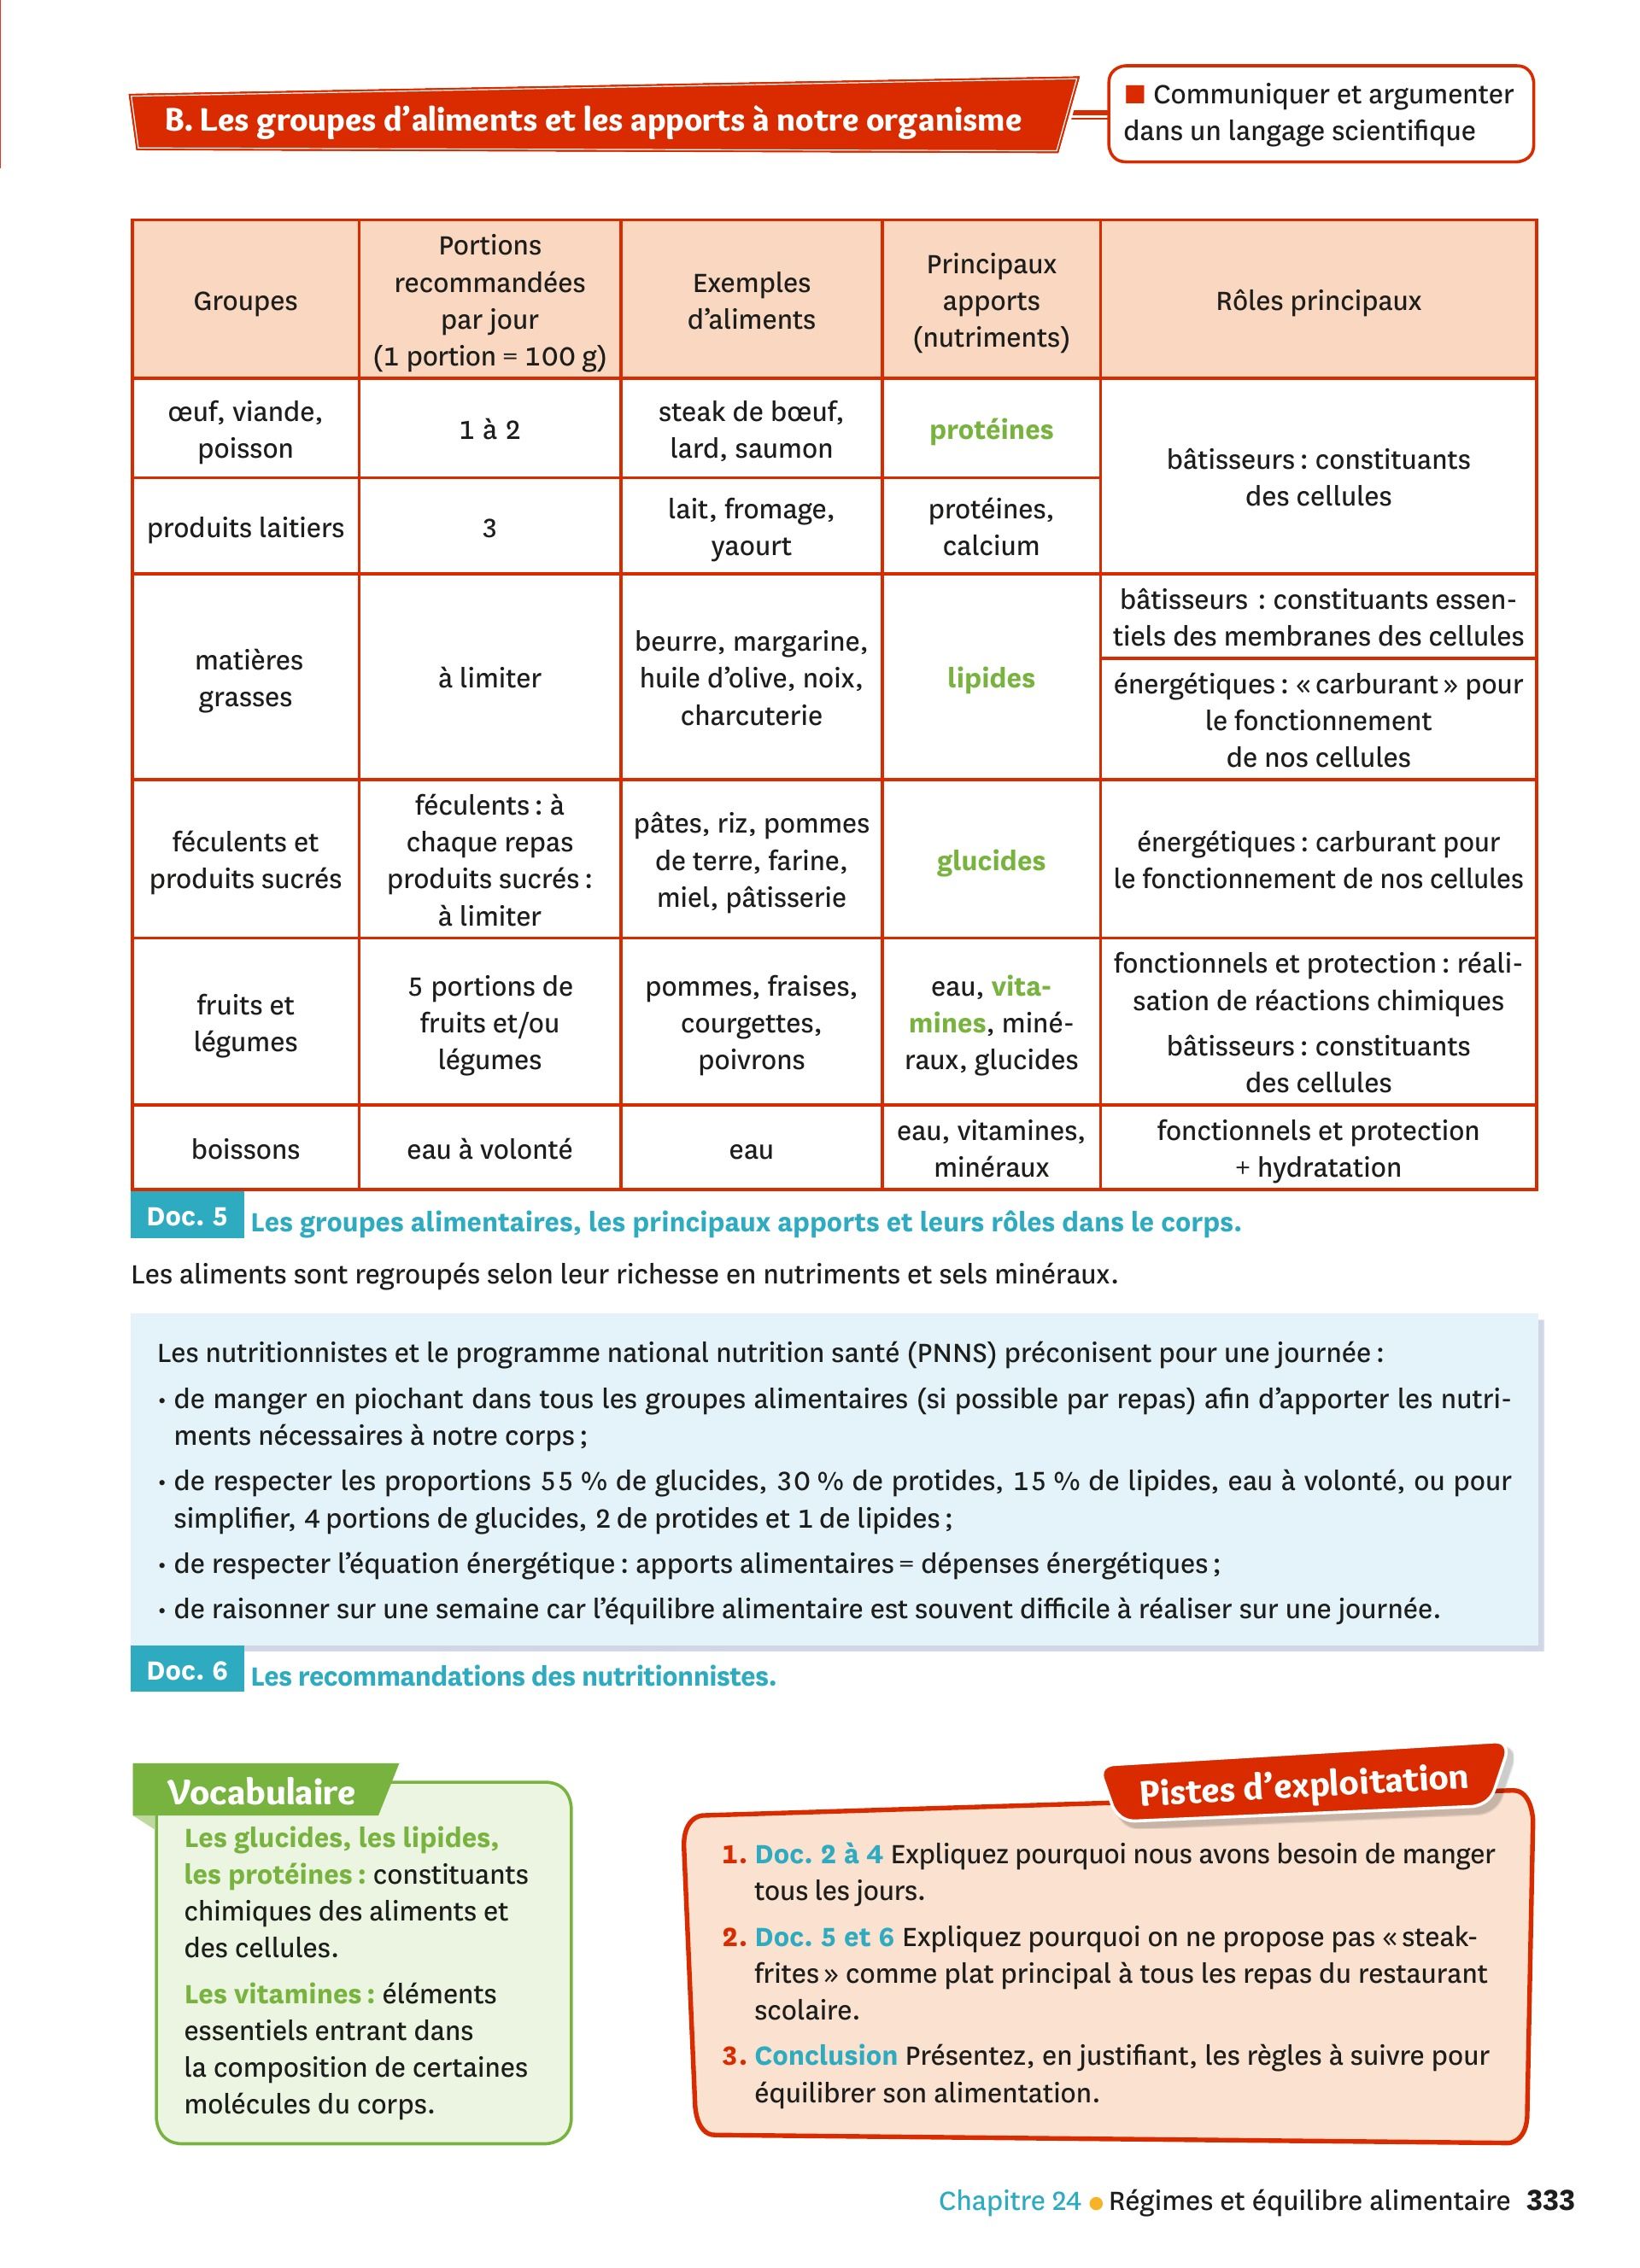 B. Les groupes d’aliments et les apports à notre organisme
■ Communiquer et argumenter
dans un langage scientifique
Groupes
Portions
recommandées
par jour
(1 portion = 100 g)
Exemples
d’aliments
Principaux
apports
(nutriments)
Rôles principaux
œuf, viande,
poisson
1 à 2
steak de bœuf,
lard, saumon
protéines
bâtisseurs : constituants
des cellules
produits laitiers
3
lait, fromage,
yaourt
protéines,
calcium
matières
grasses
à limiter
beurre, margarine,
huile d’olive, noix,
charcuterie
lipides
bâtisseurs : constituants essen-
tiels des membranes des cellules
énergétiques : « carburant » pour
le fonctionnement
de nos cellules
féculents et
produits sucrés
féculents : à
chaque repas
produits sucrés :
à limiter
pâtes, riz, pommes
de terre, farine,
miel, pâtisserie
glucides
énergétiques : carburant pour
le fonctionnement de nos cellules
fruits et
légumes
5 portions de
fruits et/ou
légumes
pommes, fraises,
courgettes,
poivrons
eau, vita-
mines, miné-
raux, glucides
fonctionnels et protection : réali-
sation de réactions chimiques
bâtisseurs : constituants
des cellules
boissons
eau à volonté
eau
eau, vitamines,
minéraux
fonctionnels et protection
+ hydratation
Doc. 5 Les groupes alimentaires, les principaux apports et leurs rôles dans le corps.
Les aliments sont regroupés selon leur richesse en nutriments et sels minéraux.
Les nutritionnistes et le programme national nutrition santé (PNNS) préconisent pour une journée :
• de manger en piochant dans tous les groupes alimentaires (si possible par repas) afin d’apporter les nutri-
ments nécessaires à notre corps ;
• de respecter les proportions 55 % de glucides, 30 % de protides, 15 % de lipides, eau à volonté, ou pour
simplifier, 4 portions de glucides, 2 de protides et 1 de lipides ;
• de respecter l’équation énergétique : apports alimentaires = dépenses énergétiques ;
• de raisonner sur une semaine car l’équilibre alimentaire est souvent difficile à réaliser sur une journée.
Doc. 6 Les recommandations des nutritionnistes.
Vocabulaire
Les glucides, les lipides,
les protéines : constituants
chimiques des aliments et
des cellules.
Les vitamines : éléments
essentiels entrant dans
la composition de certaines
molécules du corps.
Pistes d’exploitation
1. Doc. 2 à 4 Expliquez pourquoi nous avons besoin de manger
tous les jours.
2. Doc. 5 et 6 Expliquez pourquoi on ne propose pas « steak-
frites » comme plat principal à tous les repas du restaurant
scolaire.
3. Conclusion Présentez, en justifiant, les règles à suivre pour
équilibrer son alimentation.
Chapitre 24 ● Régimes et équilibre alimentaire 333